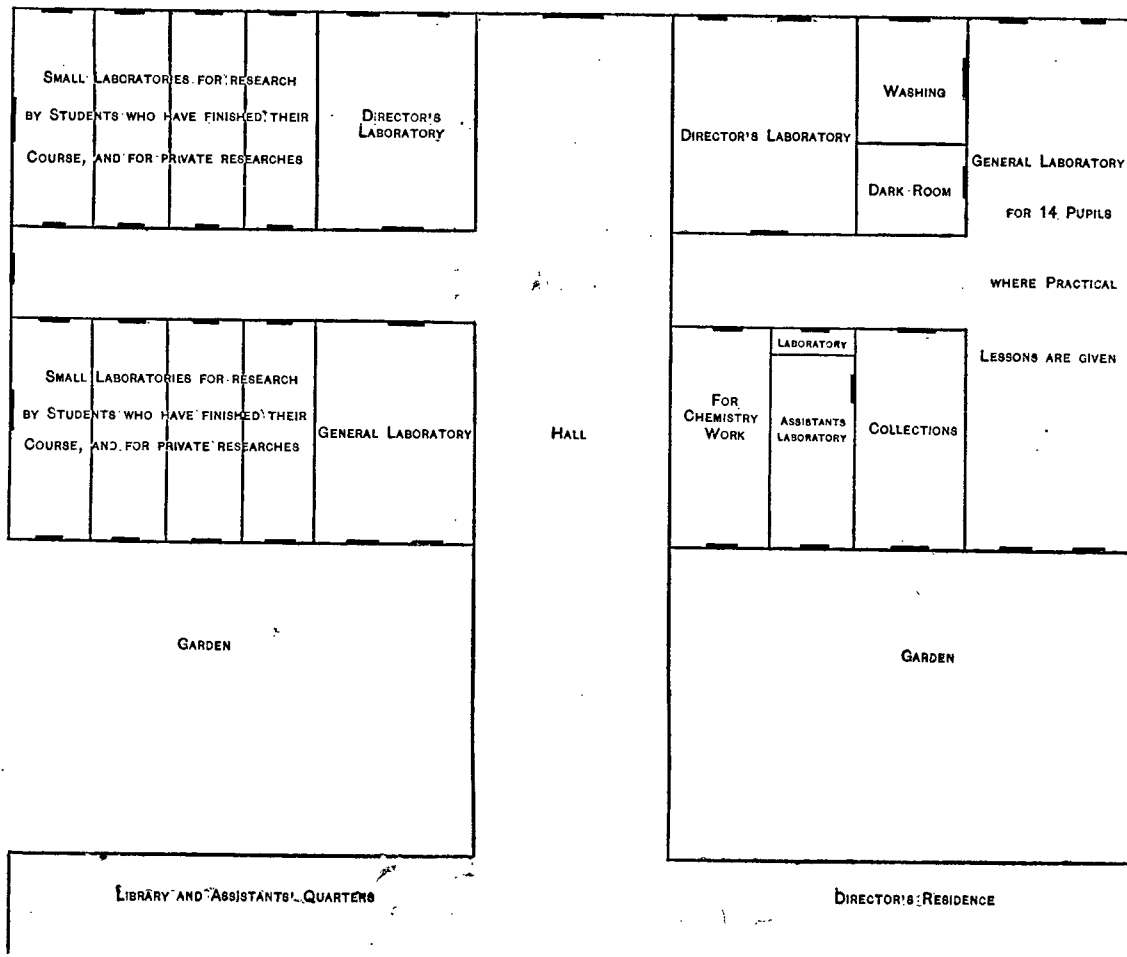 Small Laboratories for research
by Students who have finished their
Course, and for private researches
Director's
Laboratory
Director's Laboratory
Washing
Dark Room
General Laboratory
for 14 Pupils
where Practical
Lessons are given
Small Laboratories for research
by Students who have finished their
Course, and for private researches
General Laboratory
Hall
For
Chemistry
Work
Laboratory
Assistants
Laboratory
Collections
Garden
Garden
Library and Assistants' Quarters
Director's Residence